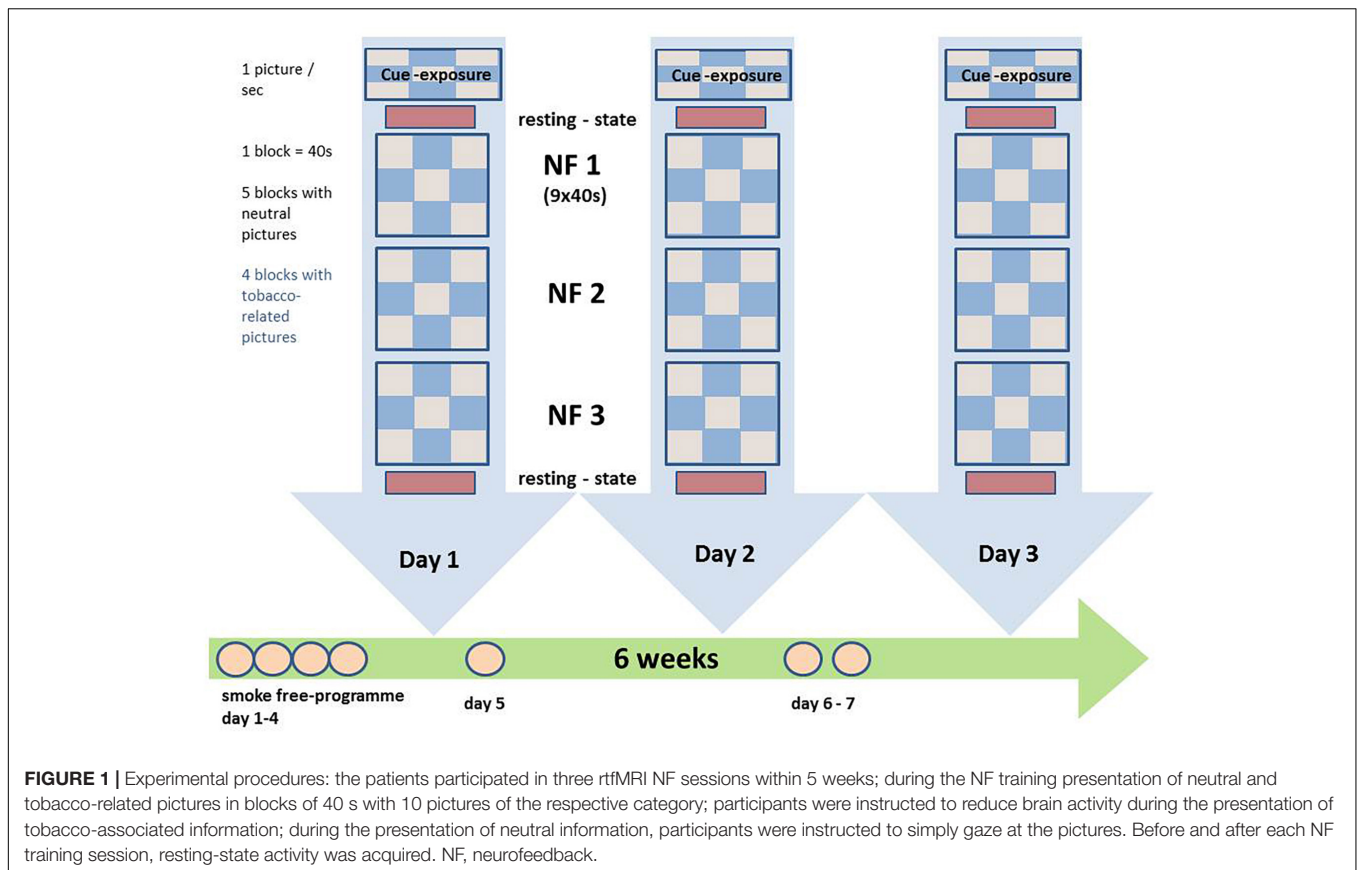 1 picture /
sec
Cue -exposure
Cue -exposure
Cue -exposure
resting - state
1 block = 40s
5 blocks with
neutral
pictures
4 blocks with
tobacco-
related
pictures
NF 1
(9x40s)
NF 2
NF 3
resting - state
Day 1
Day 2
Day 3
6 weeks
smoke free-programme
day 1-4
day 5
day 6 - 7
FIGURE 1 | Experimental procedures: the patients participated in three rtfMRI NF sessions within 5 weeks; during the NF training presentation of neutral and
tobacco-related pictures in blocks of 40 s with 10 pictures of the respective category; participants were instructed to reduce brain activity during the presentation of
tobacco-associated information; during the presentation of neutral information, participants were instructed to simply gaze at the pictures. Before and after each NF
training session, resting-state activity was acquired. NF, neurofeedback.